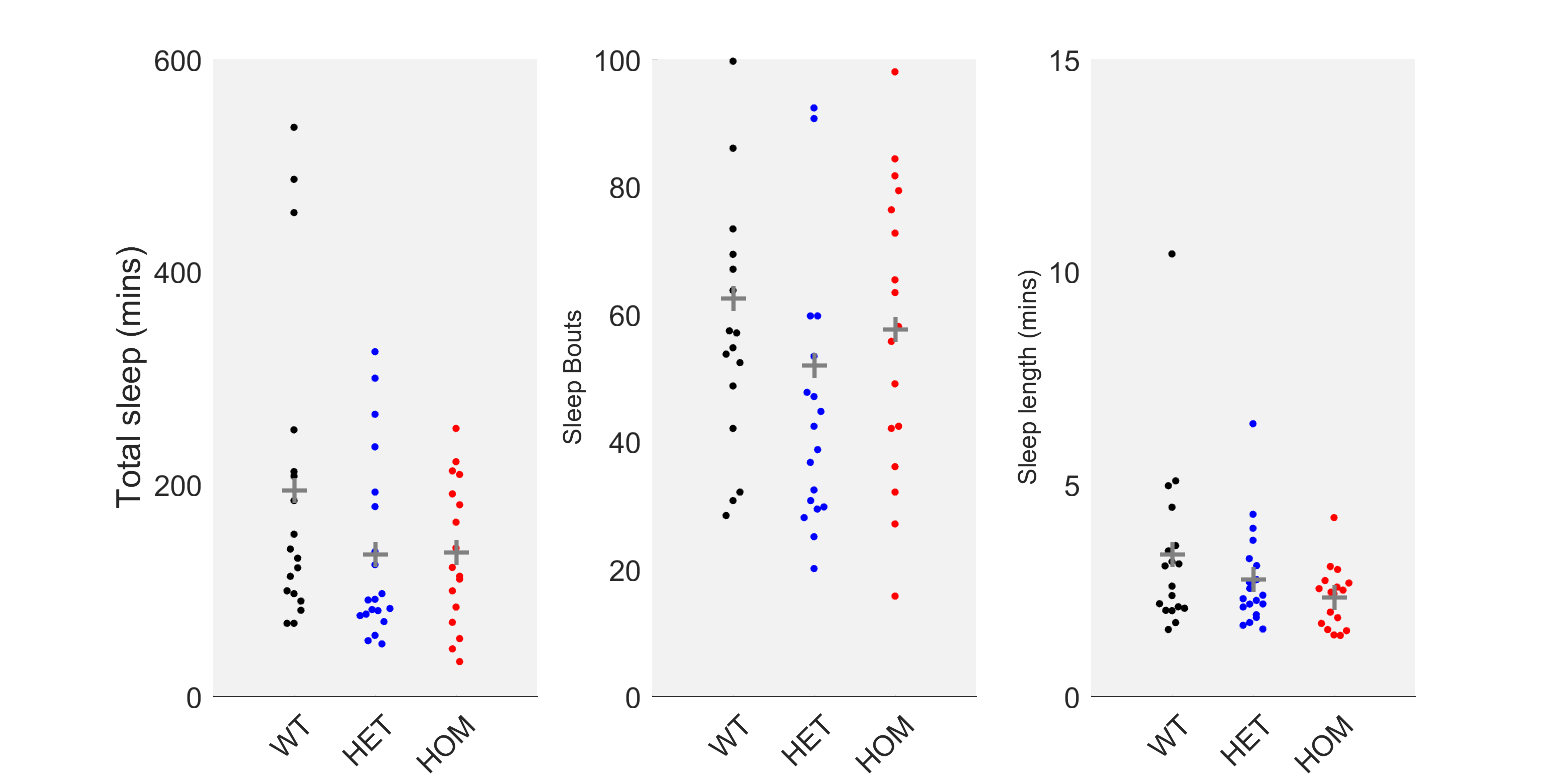 Total sleep (mins)
600
400
200
0
WT
HET
HOM
Sleep Bouts
100
80
60
40
20
0
WT
HET
HOM
Sleep length (mins)
15
10
5
0
WT
HET
HOM